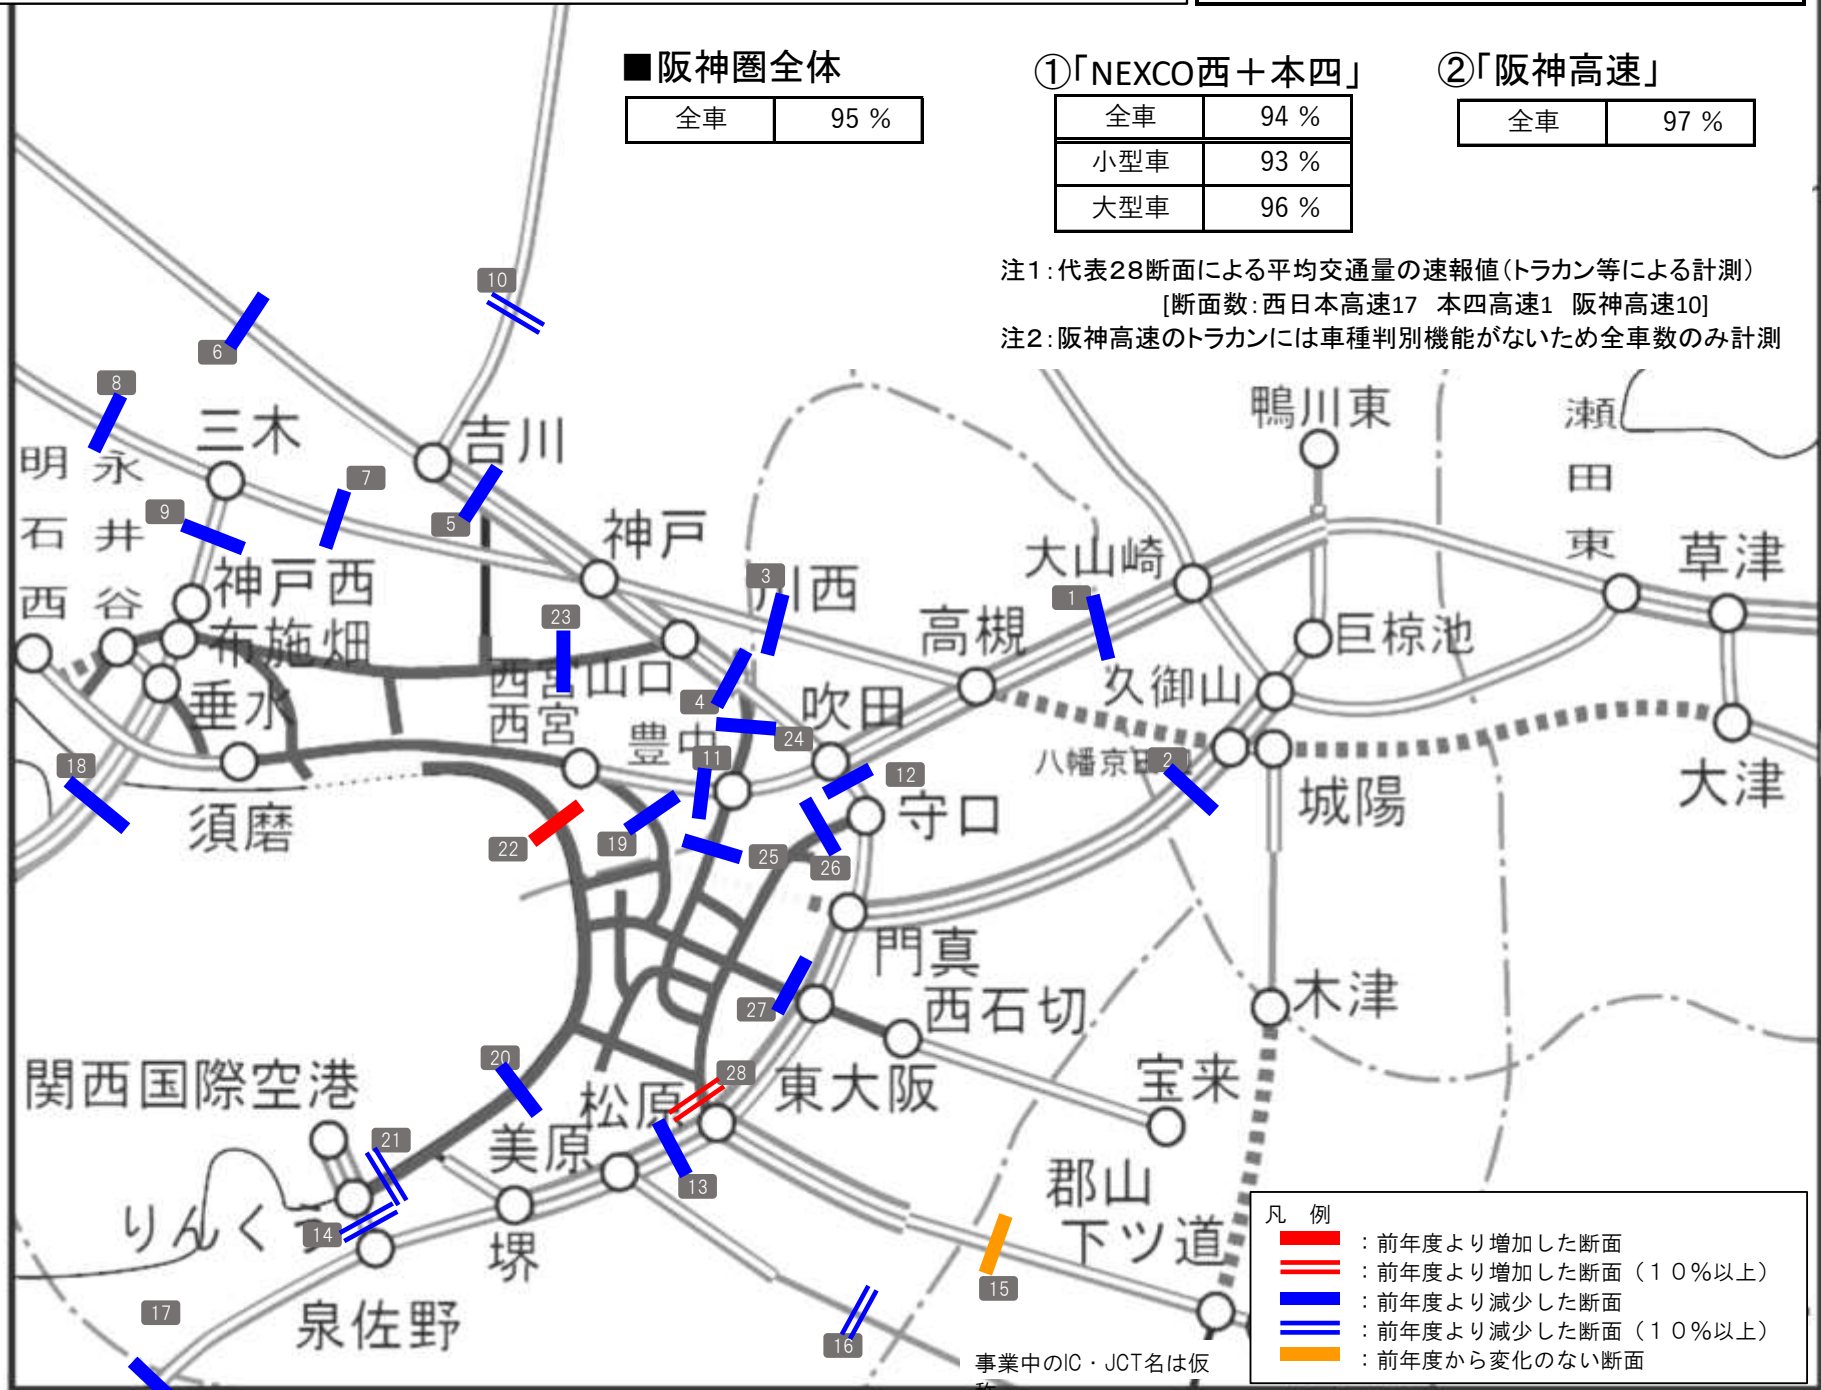 ■阪神圏全体
全車 95 %
①「NEXCO西＋本四」
全車 94 %
小型車 93 %
大型車 96 %
②「阪神高速」
全車 97 %
注1：代表28断面による平均交通量の速報値（トラカン等による計測）
[断面数：西日本高速17　本四高速1　阪神高速10]
注2：阪神高速のトラカンには車種判別機能がないため全車数のみ計測
10
6
8
三木
吉川
鴨川東
瀬田東
明石西
永井谷
7
9
5
神戸
大山崎
草津
神戸西
3
川西
1
高槻
布施畑
23
巨椋池
西宮山口
久御山
垂水
4
吹田
西宮
豊中
24
11
12
2
18
城陽
大津
須磨
守口
22
19
25
26
門真
27
西石切
木津
関西国際空港
20
松原
28
東大阪
宝来
美原
21
13
郡山
下ツ道
りんくう
14
堺
15
17
泉佐野
16
事業中のIC・JCT名は仮
凡　例
：前年度より増加した断面
：前年度より増加した断面（１０％以上）
：前年度より減少した断面
：前年度より減少した断面（１０％以上）
：前年度から変化のない断面